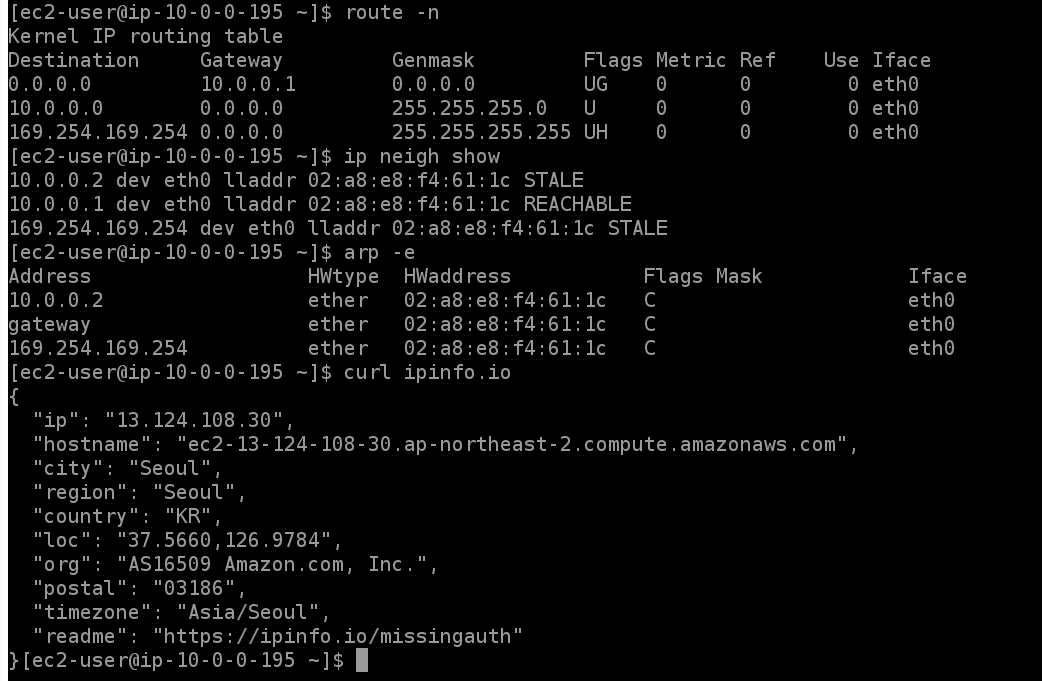 [ec2-user@ip-10-0-0-195 ~]$ route -n
Kernel IP routing table
Destination     Gateway         Genmask         Flags Metric Ref    Use Iface
0.0.0.0         10.0.0.1        0.0.0.0         UG    0      0        0 eth0
10.0.0.0        0.0.0.0         255.255.255.0   U     0      0        0 eth0
169.254.169.254 0.0.0.0         255.255.255.255 UH    0      0        0 eth0
[ec2-user@ip-10-0-0-195 ~]$ ip neigh show
10.0.0.2 dev eth0 lladdr 02:a8:e8:f4:61:1c STALE
10.0.0.1 dev eth0 lladdr 02:a8:e8:f4:61:1c REACHABLE
169.254.169.254 dev eth0 lladdr 02:a8:e8:f4:61:1c STALE
[ec2-user@ip-10-0-0-195 ~]$ arp -e
Address                  HWtype  HWaddress           Flags Mask            Iface
10.0.0.2                 ether   02:a8:e8:f4:61:1c   C                     eth0
gateway                  ether   02:a8:e8:f4:61:1c   C                     eth0
169.254.169.254          ether   02:a8:e8:f4:61:1c   C                     eth0
[ec2-user@ip-10-0-0-195 ~]$ curl ipinfo.io
{
  "ip": "13.124.108.30",
  "hostname": "ec2-13-124-108-30.ap-northeast-2.compute.amazonaws.com",
  "city": "Seoul",
  "region": "Seoul",
  "country": "KR",
  "loc": "37.5660,126.9784",
  "org": "AS16509 Amazon.com, Inc.",
  "postal": "03186",
  "timezone": "Asia/Seoul",
  "readme": "https://ipinfo.io/missingauth"
}[ec2-user@ip-10-0-0-195 ~]$